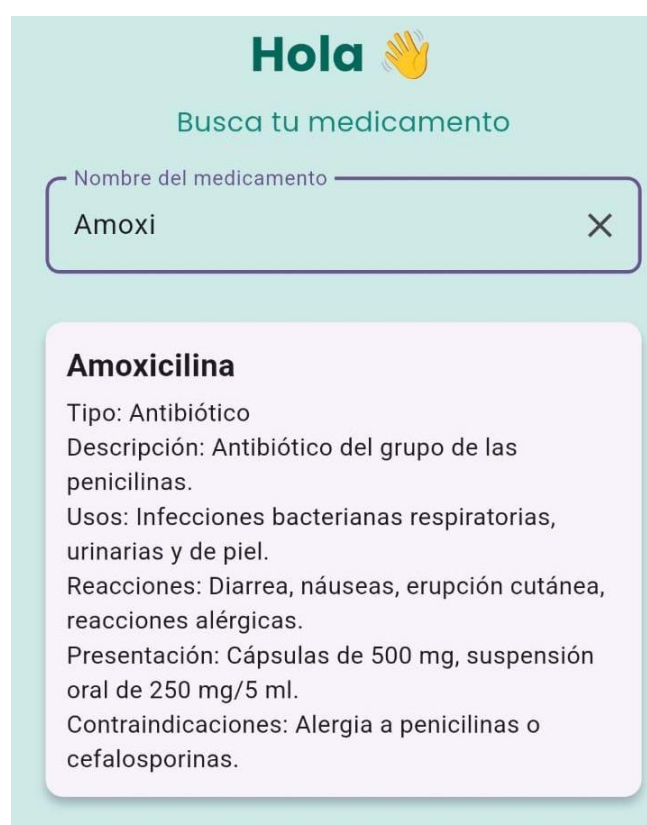 Hola 👋
Busca tu medicamento
Nombre del medicamento
Amoxi
Amoxicilina
Tipo: Antibiótico
Descripción: Antibiótico del grupo de las
penicilinas.
Usos: Infecciones bacterianas respiratorias,
urinarias y de piel.
Reacciones: Diarrea, náuseas, erupción cutánea,
reacciones alérgicas.
Presentación: Cápsulas de 500 mg, suspensión
oral de 250 mg/5 ml.
Contraindicaciones: Alergia a penicilinas o
cefalosporinas.